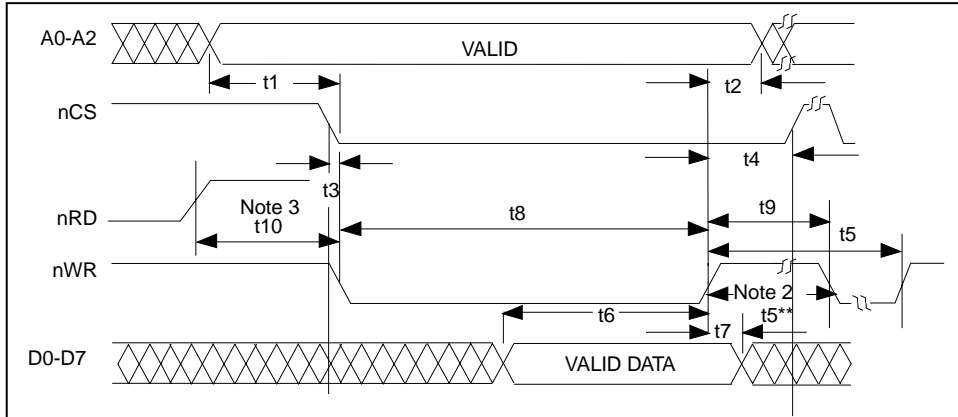 A0-A2
VALID
t1
t2
nCS
t3
t4
nRD
Note 3
t10
t8
t9
t5
nWR
Note 2
t5**
t6
t7
D0-D7
VALID DATA